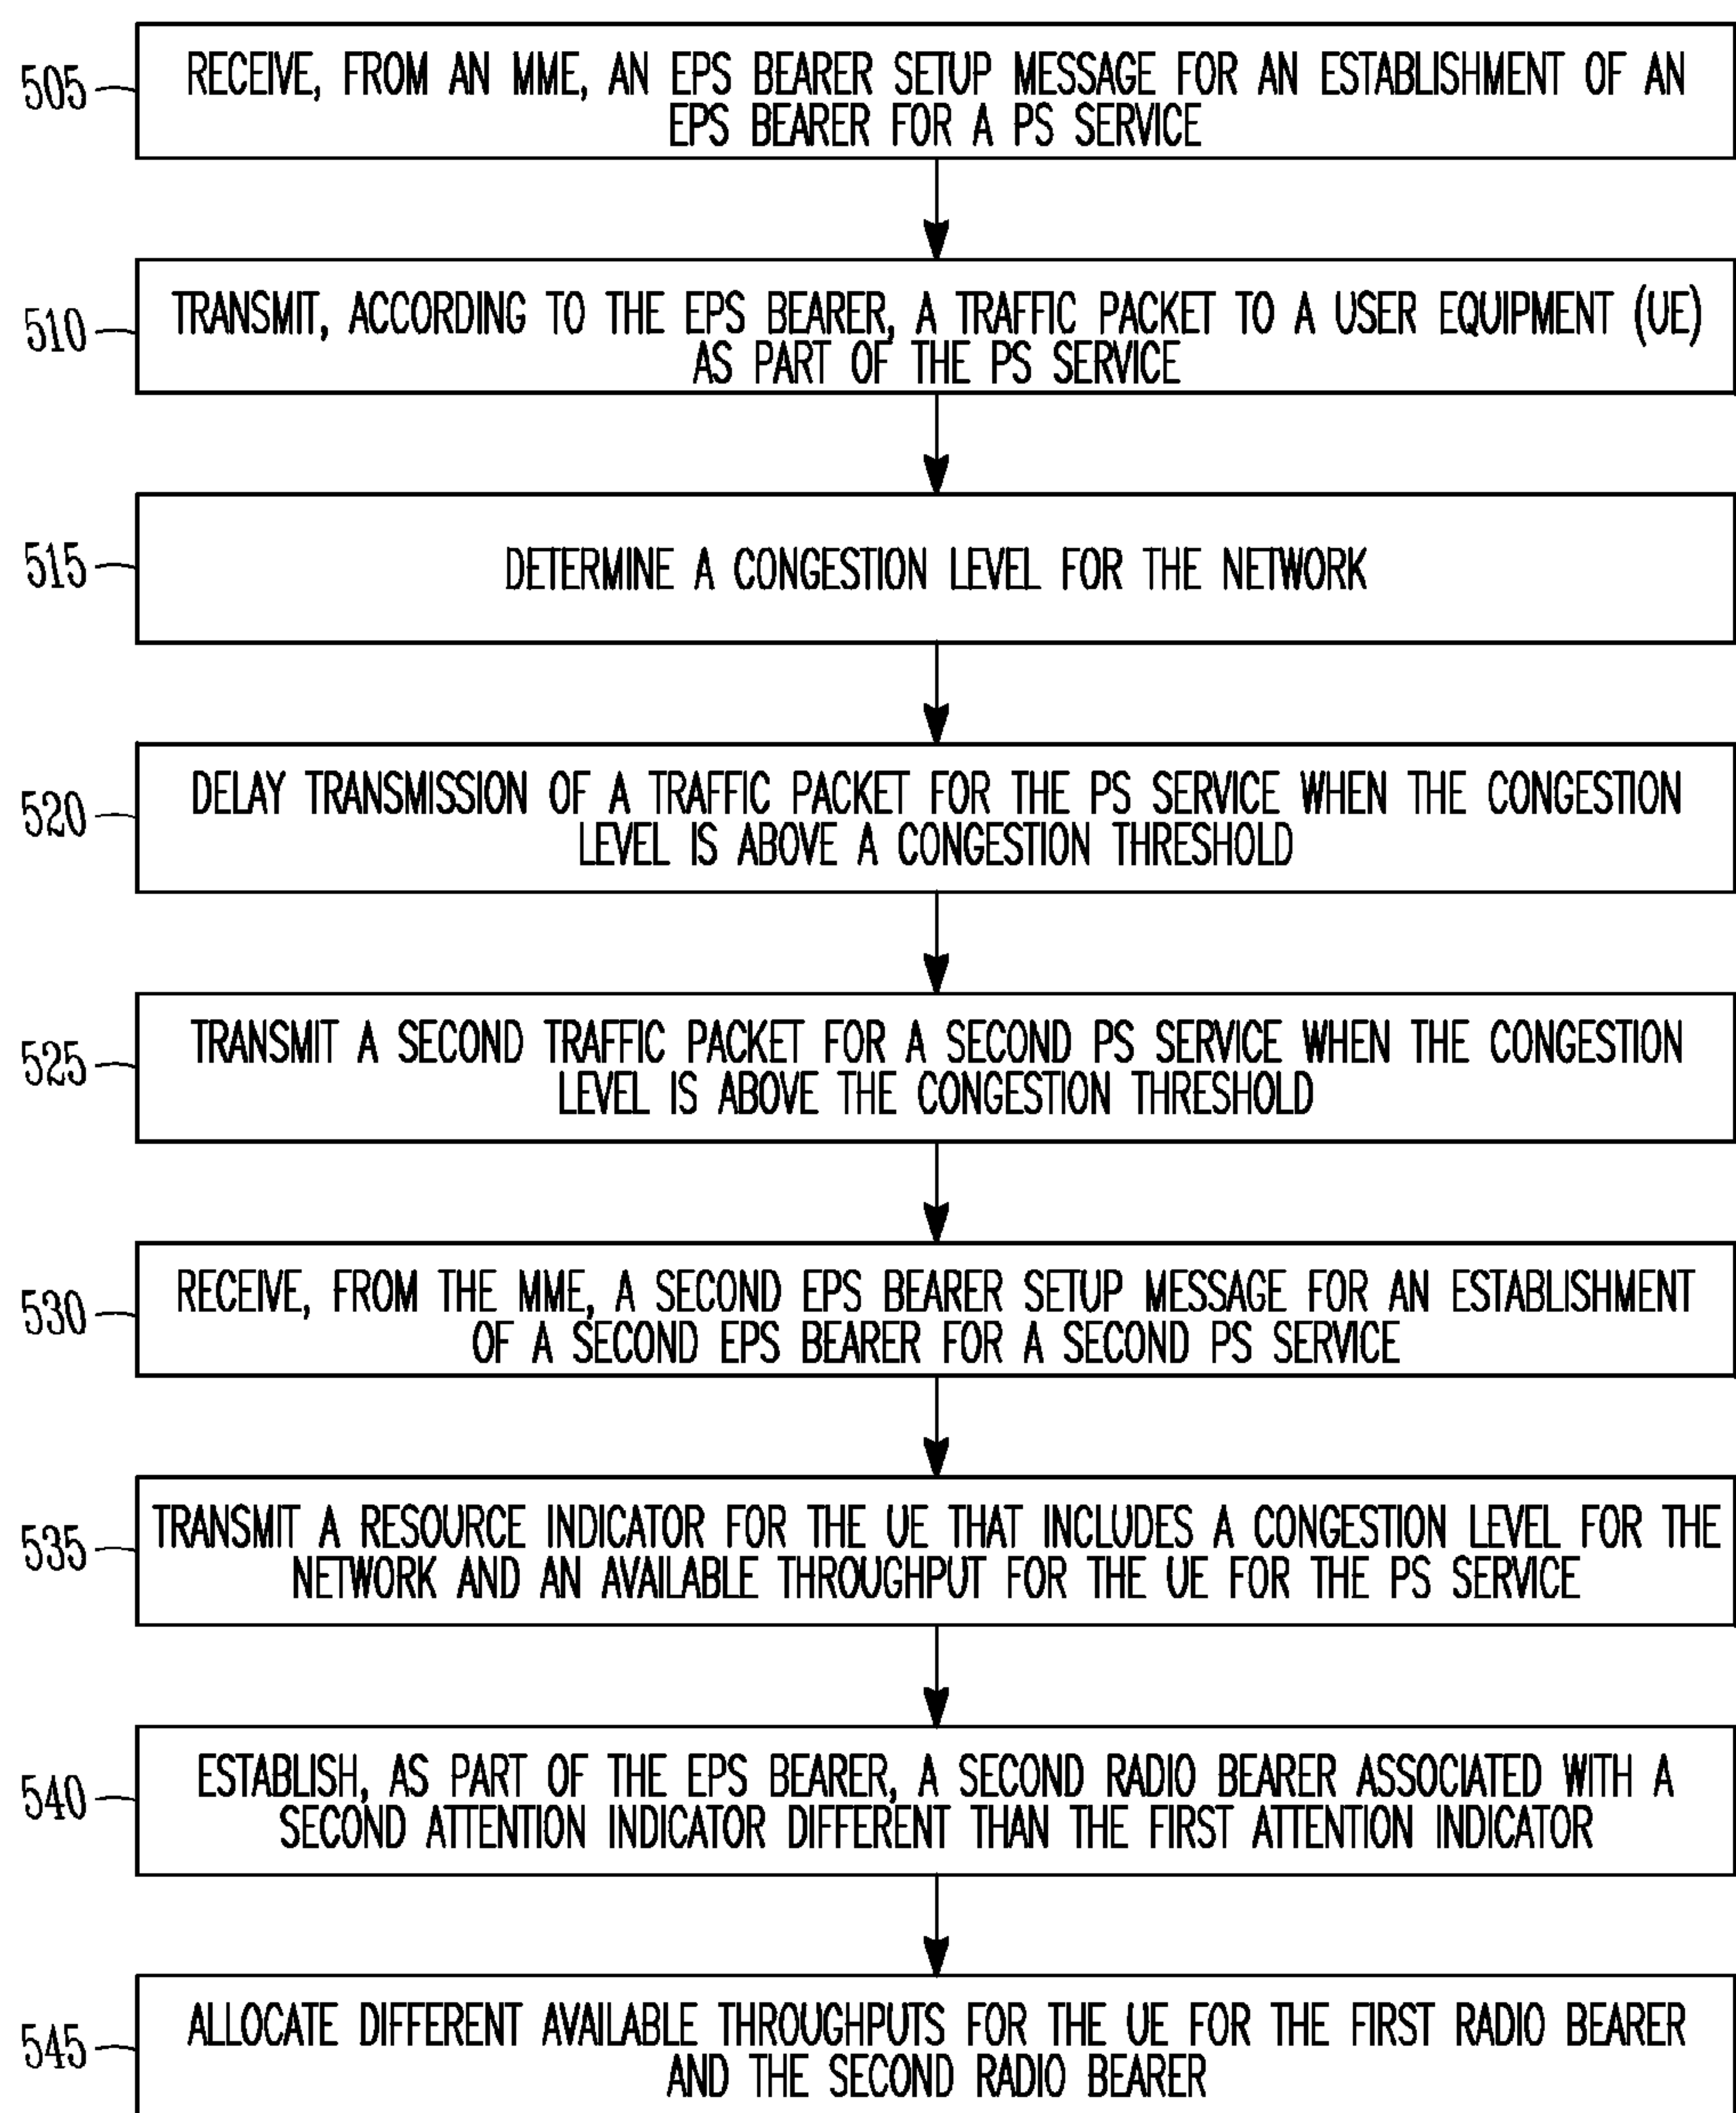 505
RECEIVE, FROM AN MME, AN EPS BEARER SETUP MESSAGE FOR AN ESTABLISHMENT OF AN
EPS BEARER FOR A PS SERVICE
510
TRANSMIT, ACCORDING TO THE EPS BEARER, A TRAFFIC PACKET TO A USER EQUIPMENT (UE)
AS PART OF THE PS SERVICE
515
DETERMINE A CONGESTION LEVEL FOR THE NETWORK
520
DELAY TRANSMISSION OF A TRAFFIC PACKET FOR THE PS SERVICE WHEN THE CONGESTION
LEVEL IS ABOVE A CONGESTION THRESHOLD
525
TRANSMIT A SECOND TRAFFIC PACKET FOR A SECOND PS SERVICE WHEN THE CONGESTION
LEVEL IS ABOVE THE CONGESTION THRESHOLD
530
RECEIVE, FROM THE MME, A SECOND EPS BEARER SETUP MESSAGE FOR AN ESTABLISHMENT
OF A SECOND EPS BEARER FOR A SECOND PS SERVICE
535
TRANSMIT A RESOURCE INDICATOR FOR THE UE THAT INCLUDES A CONGESTION LEVEL FOR THE
NETWORK AND AN AVAILABLE THROUGHPUT FOR THE UE FOR THE PS SERVICE
540
ESTABLISH, AS PART OF THE EPS BEARER, A SECOND RADIO BEARER ASSOCIATED WITH A
SECOND ATTENTION INDICATOR DIFFERENT THAN THE FIRST ATTENTION INDICATOR
545
ALLOCATE DIFFERENT AVAILABLE THROUGHPUTS FOR THE UE FOR THE FIRST RADIO BEARER
AND THE SECOND RADIO BEARER